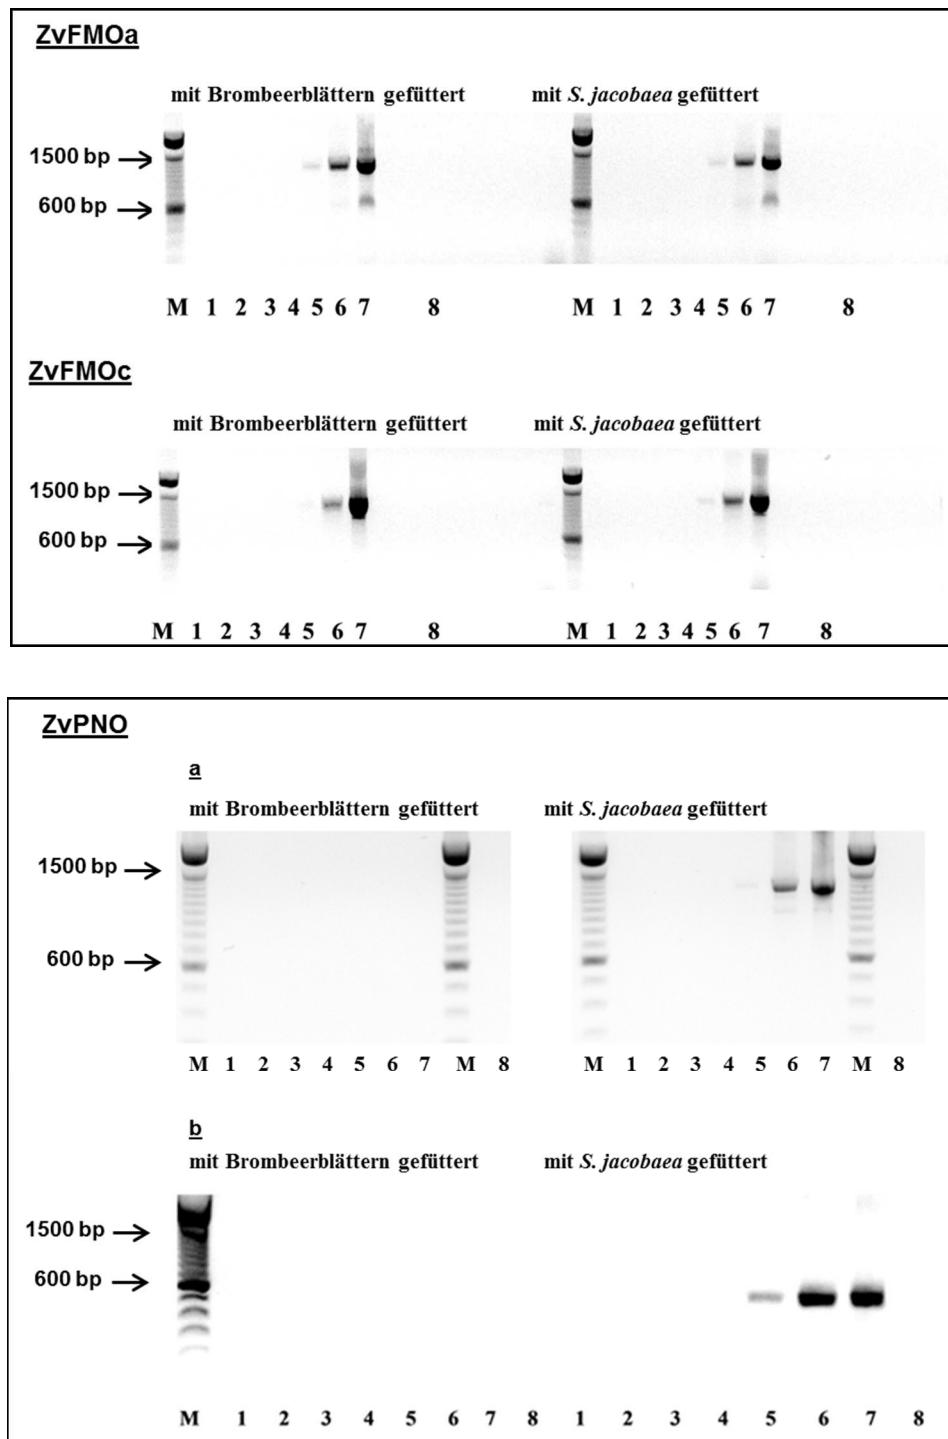 ZvFMOa
mit Brombeerblättern gefüttert mit S. jacobaea gefüttert
1500 bp
600 bp
M 1 2 3 4 5 6 7 8 M 1 2 3 4 5 6 7 8
ZvFMOc
mit Brombeerblättern gefüttert mit S. jacobaea gefüttert
1500 bp
600 bp
M 1 2 3 4 5 6 7 8 M 1 2 3 4 5 6 7 8
ZvPNO
a
mit Brombeerblättern gefüttert mit S. jacobaea gefüttert
1500 bp
600 bp
M 1 2 3 4 5 6 7 M 8 M 1 2 3 4 5 6 7 M 8
b
mit Brombeerblättern gefüttert mit S. jacobaea gefüttert
1500 bp
600 bp
M 1 2 3 4 5 6 7 8 1 2 3 4 5 6 7 8